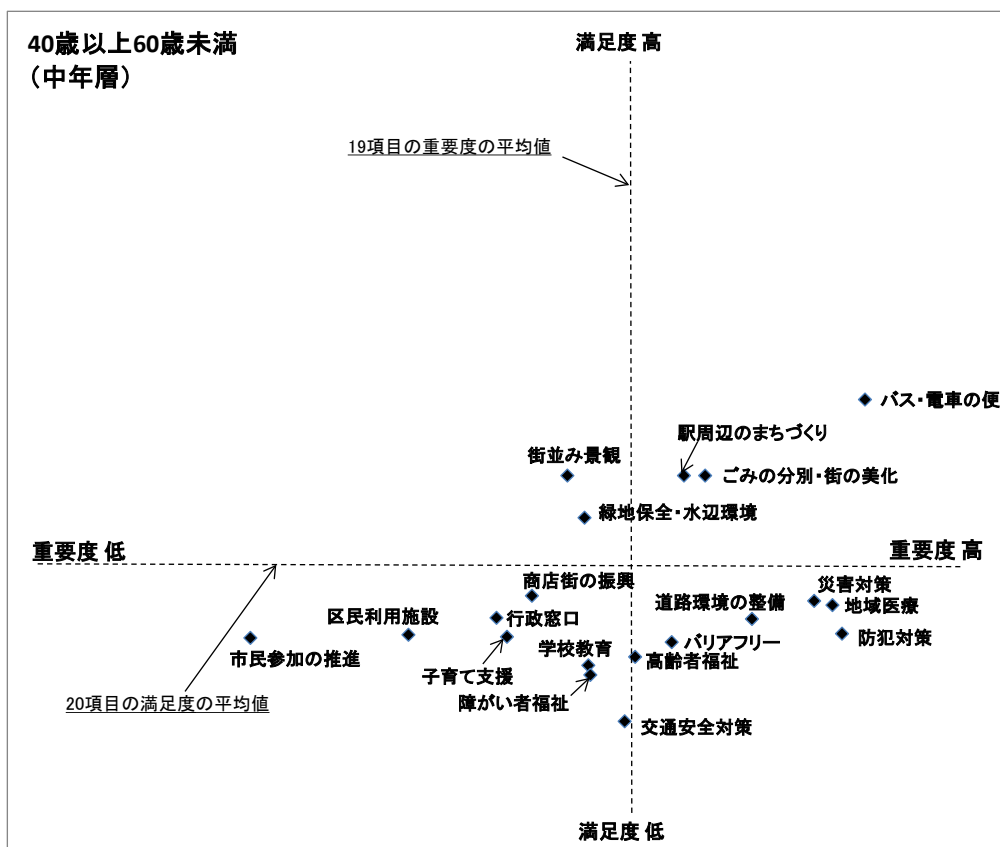 40歳以上60歳未満
（中年層）
満足度 高
19項目の重要度の平均値
バス・電車の便
駅周辺のまちづくり
街並み景観
ごみの分別・街の美化
緑地保全・水辺環境
重要度 低
重要度 高
商店街の振興
災害対策
道路環境の整備
地域医療
区民利用施設
行政窓口
防犯対策
学校教育
バリアフリー
市民参加の推進
高齢者福祉
子育て支援
障がい者福祉
20項目の満足度の平均値
交通安全対策
満足度 低